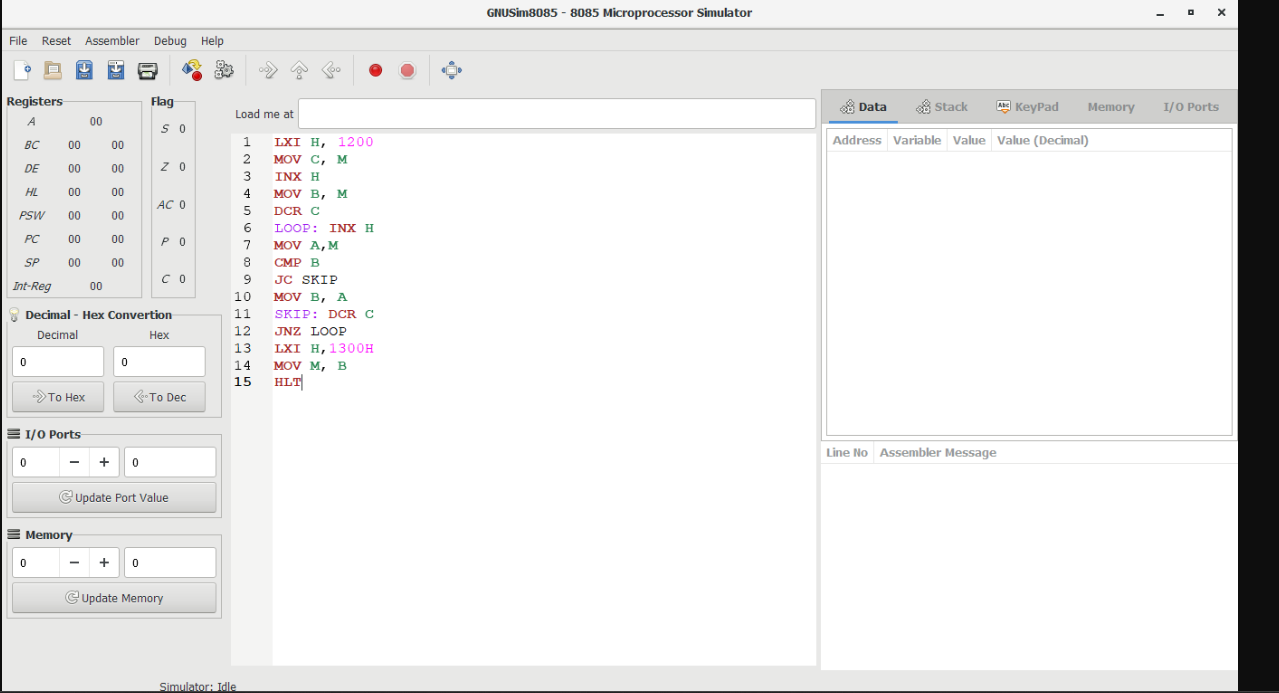 GNUSim8085 - 8085 Microprocessor Simulator
File Reset Assembler Debug Help
Registers
A 00
BC 00 00
DE 00 00
HL 00 00
PSW 00 00
PC 00 00
SP 00 00
Int-Reg 00
Flag
S 0
Z 0
AC 0
P 0
C 0
Decimal - Hex Convertion
Decimal Hex
0 0
To Hex To Dec
I/O Ports
0 − + 0
Update Port Value
Memory
0 − + 0
Update Memory
Load me at
1 LXI H, 1200
2 MOV C, M
3 INX H
4 MOV B, M
5 DCR C
6 LOOP: INX H
7 MOV A,M
8 CMP B
9 JC SKIP
10 MOV B, A
11 SKIP: DCR C
12 JNZ LOOP
13 LXI H,1300H
14 MOV M, B
15 HLT
Data Stack Abc KeyPad Memory I/O Ports
Address Variable Value Value (Decimal)
Line No Assembler Message
Simulator: Idle